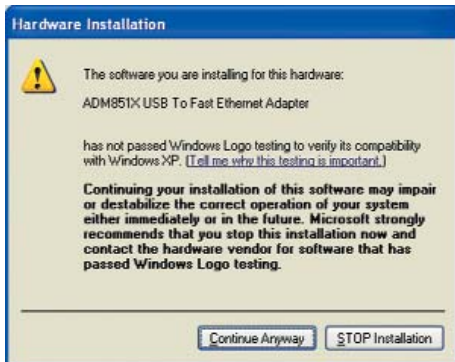 Hardware Installation
The software you are installing for this hardware:
ADM851X USB To Fast Ethernet Adapter
has not passed Windows Logo testing to verify its compatibility
with Windows XP. (Tell me why this testing is important.)
Continuing your installation of this software may impair
or destabilize the correct operation of your system
either immediately or in the future. Microsoft strongly
recommends that you stop this installation now and
contact the hardware vendor for software that has
passed Windows Logo testing.
Continue Anyway
STOP Installation